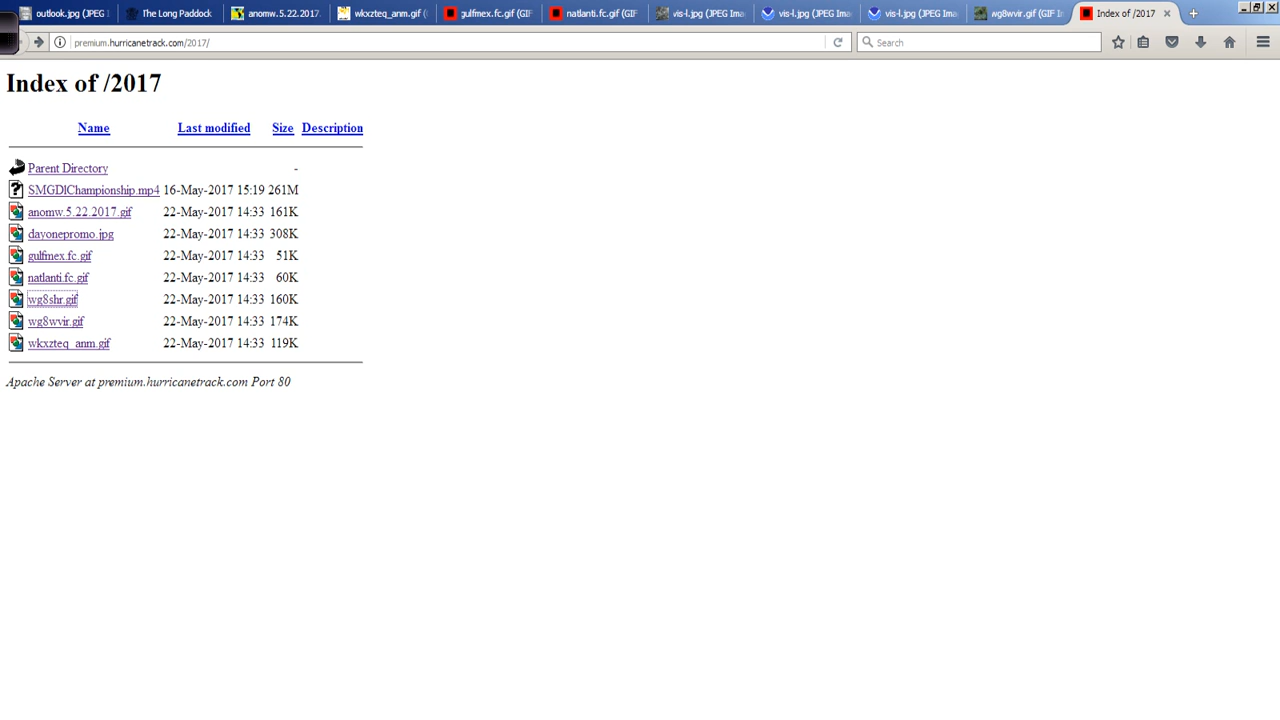 outlook.jpg (JPEG I The Long Paddock anomw.5.22.2017. wkxzteq_anm.gif ( gulfmex.fc.gif (GIF natlanti.fc.gif (GIF vis-l.jpg (JPEG Ima vis-l.jpg (JPEG Ima vis-l.jpg (JPEG Ima wg8wvir.gif (GIF I Index of /2017
premium.hurricanetrack.com/2017/ Search
Index of /2017
Name Last modified Size Description
Parent Directory -
SMGDIChampionship.mp4 16-May-2017 15:19 261M
anomw.5.22.2017.gif 22-May-2017 14:33 161K
dayonepromo.jpg 22-May-2017 14:33 308K
gulfmex.fc.gif 22-May-2017 14:33 51K
natlanti.fc.gif 22-May-2017 14:33 60K
wg8shr.gif 22-May-2017 14:33 160K
wg8wvir.gif 22-May-2017 14:33 174K
wkxzteq_anm.gif 22-May-2017 14:33 119K
Apache Server at premium.hurricanetrack.com Port 80